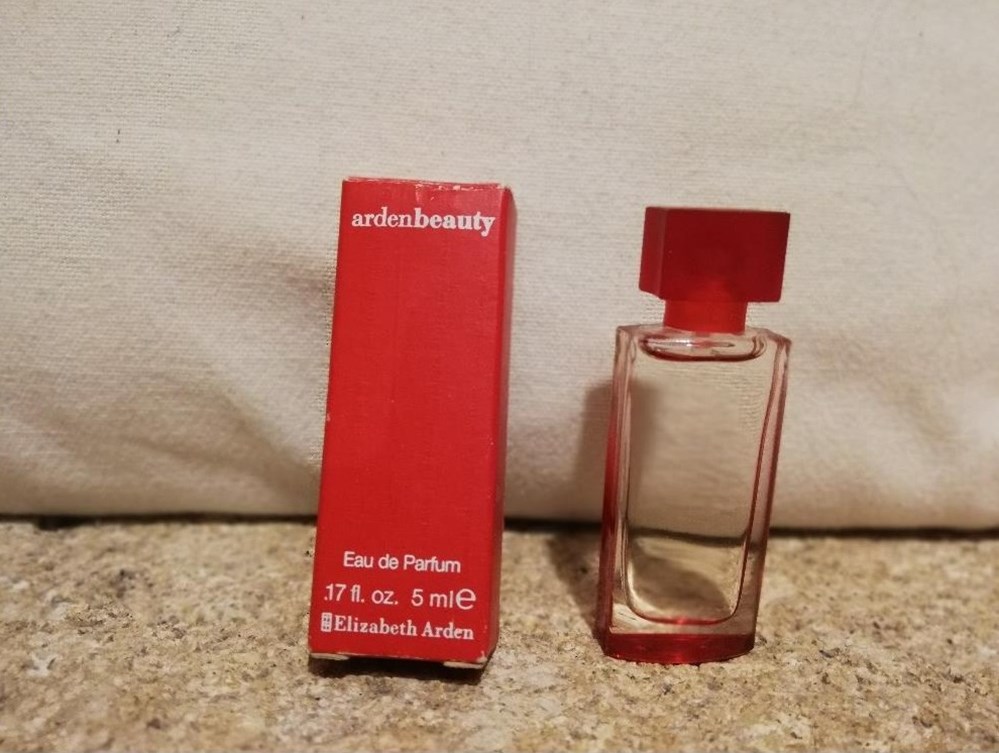 ardenbeauty
Eau de Parfum
.17 fl. oz. 5 ml e
Elizabeth Arden